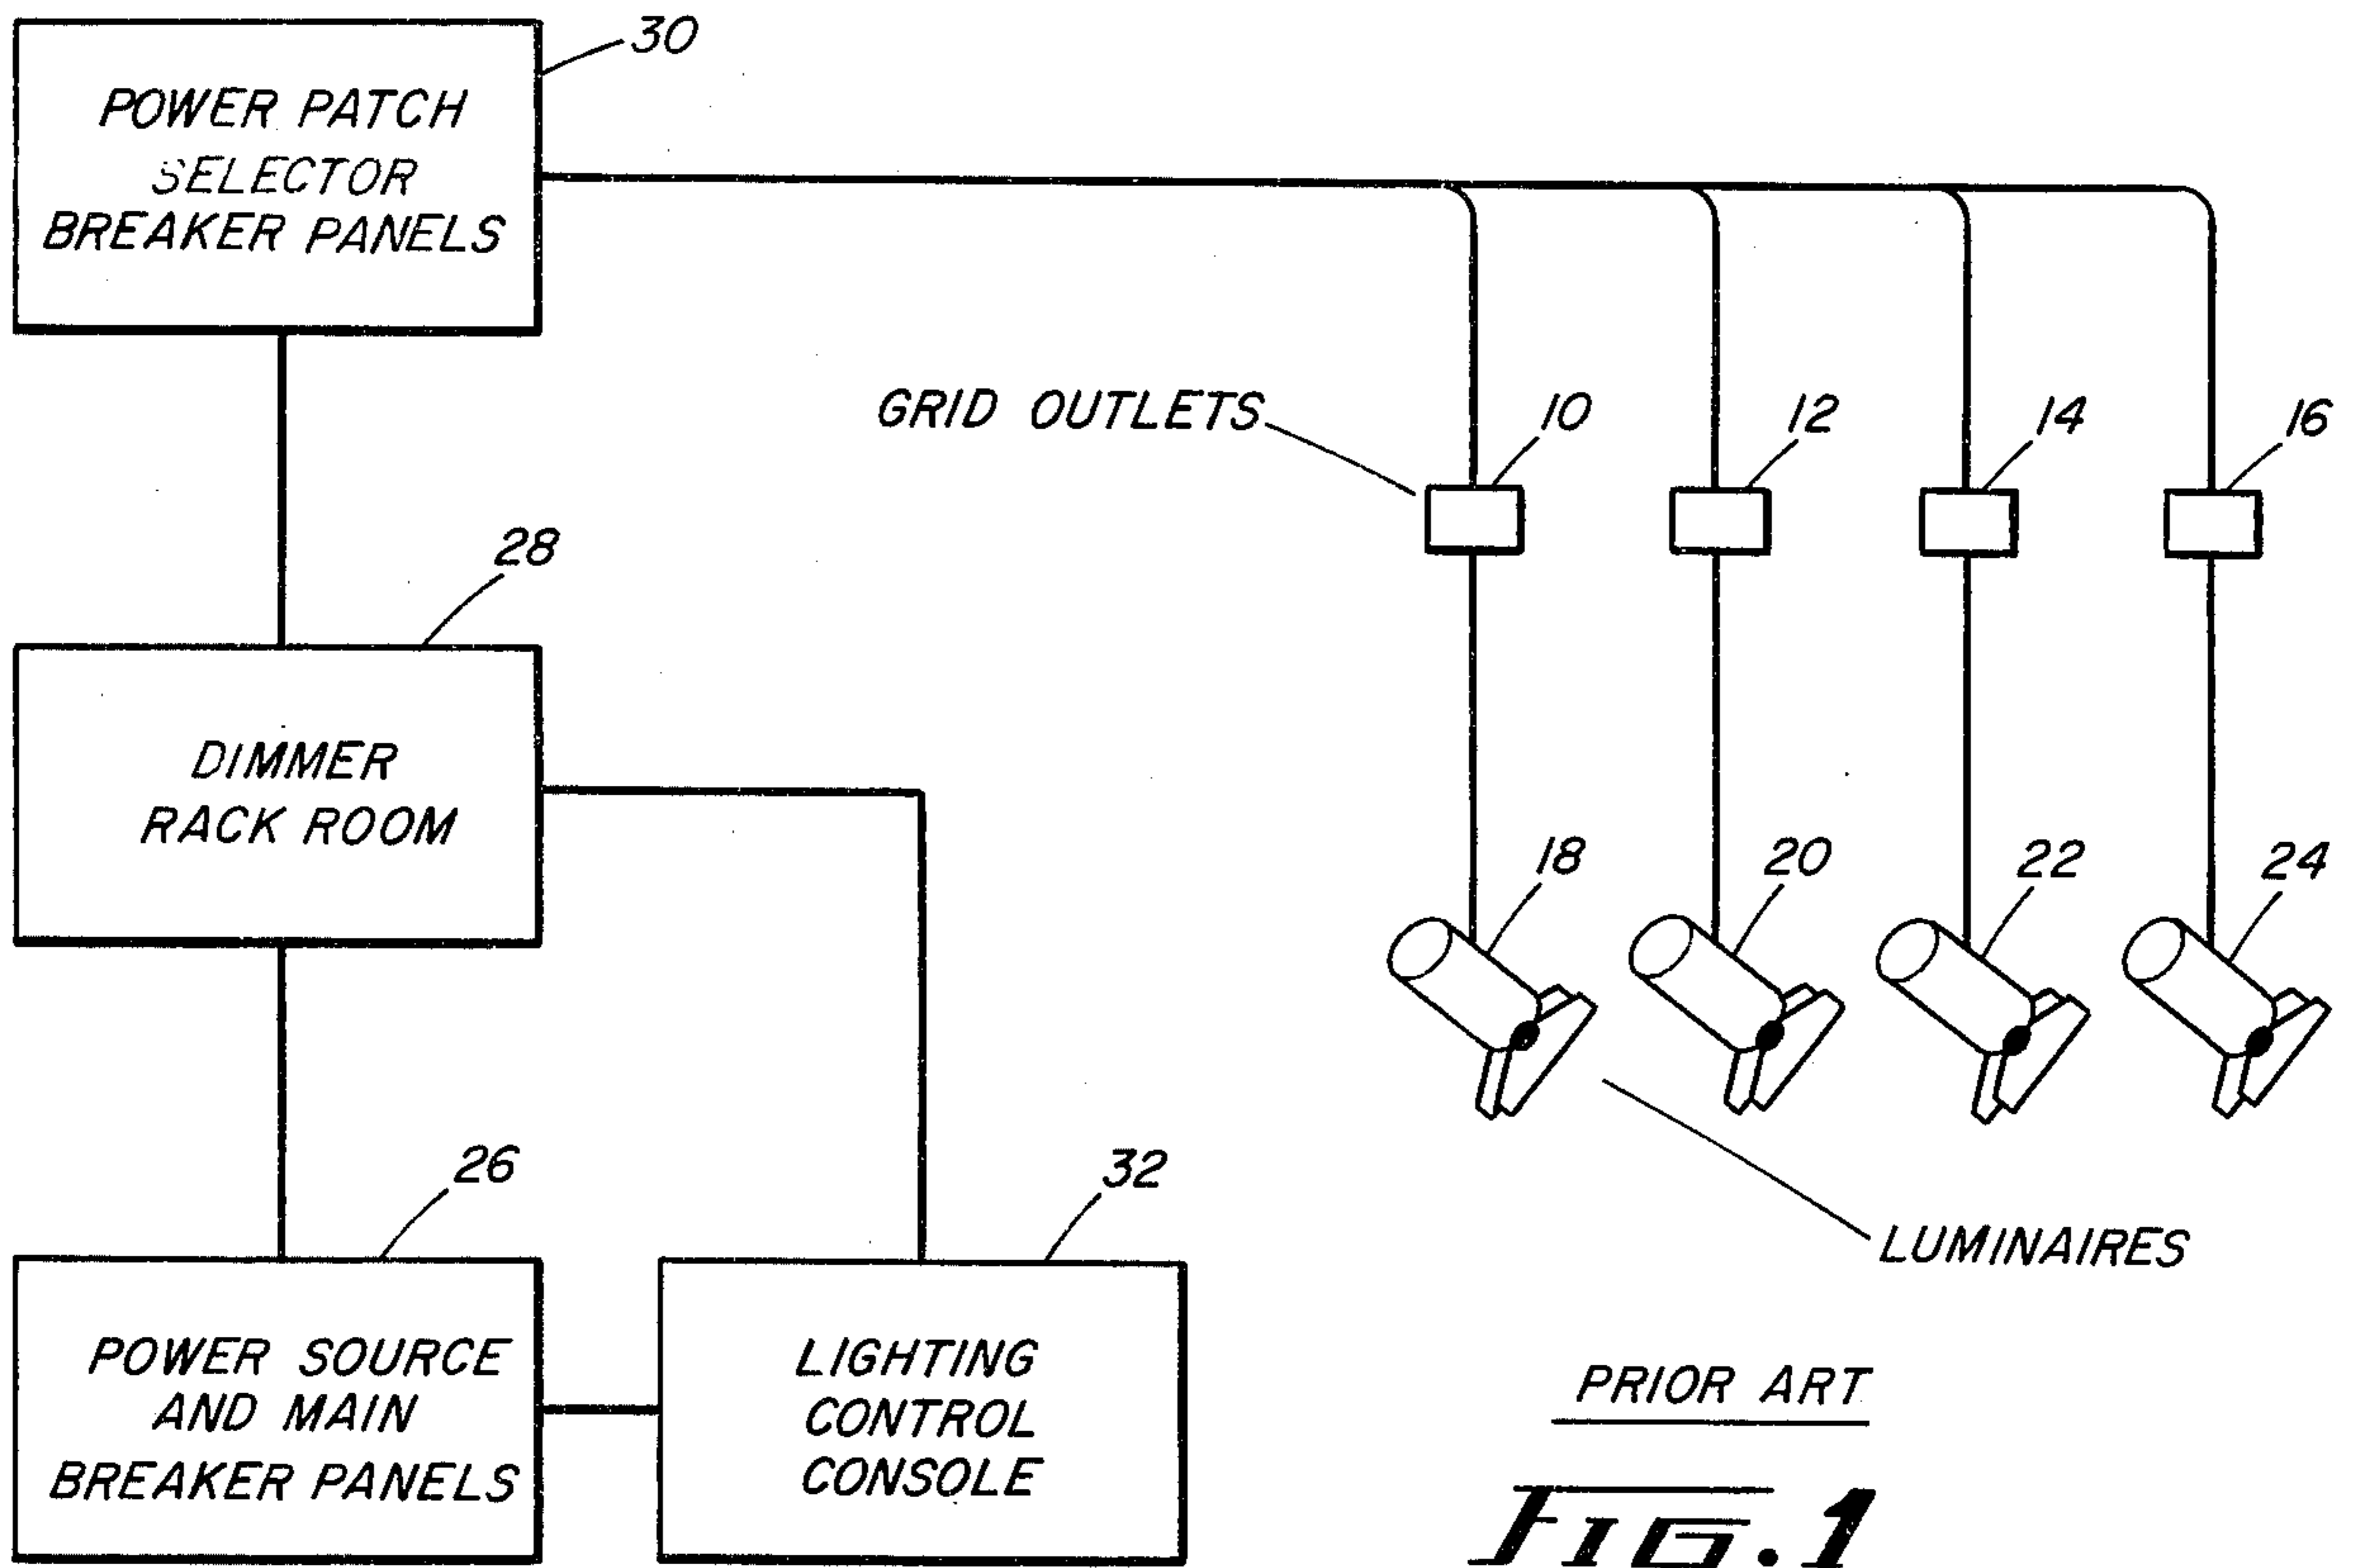 30
POWER PATCH
SELECTOR
BREAKER PANELS
GRID OUTLETS
10
12
14
16
28
DIMMER
RACK ROOM
18
20
22
24
26
32
LUMINAIRES
POWER SOURCE
AND MAIN
BREAKER PANELS
LIGHTING
CONTROL
CONSOLE
PRIOR ART
FIG.1